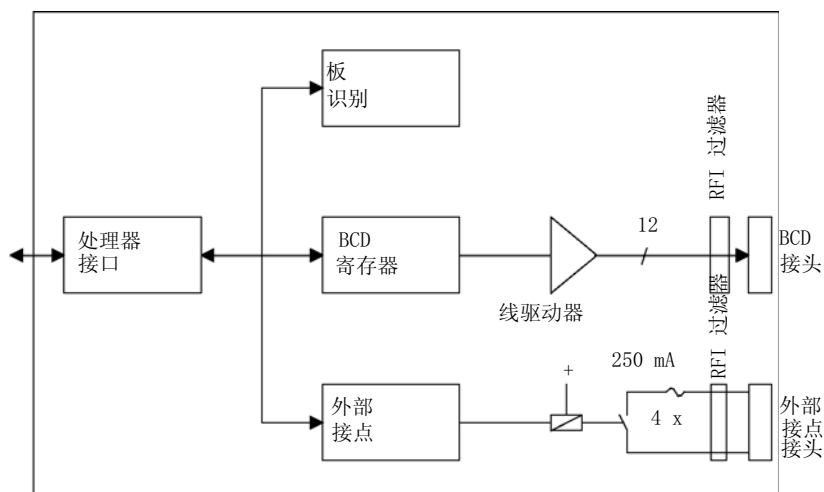 板
识别
RFI 过滤器
处理器
接口
BCD
寄存器
线驱动器
12
BCD
接头
RFI 过滤器
外部
接点
+
250 mA
4 x
外部
接点
接头